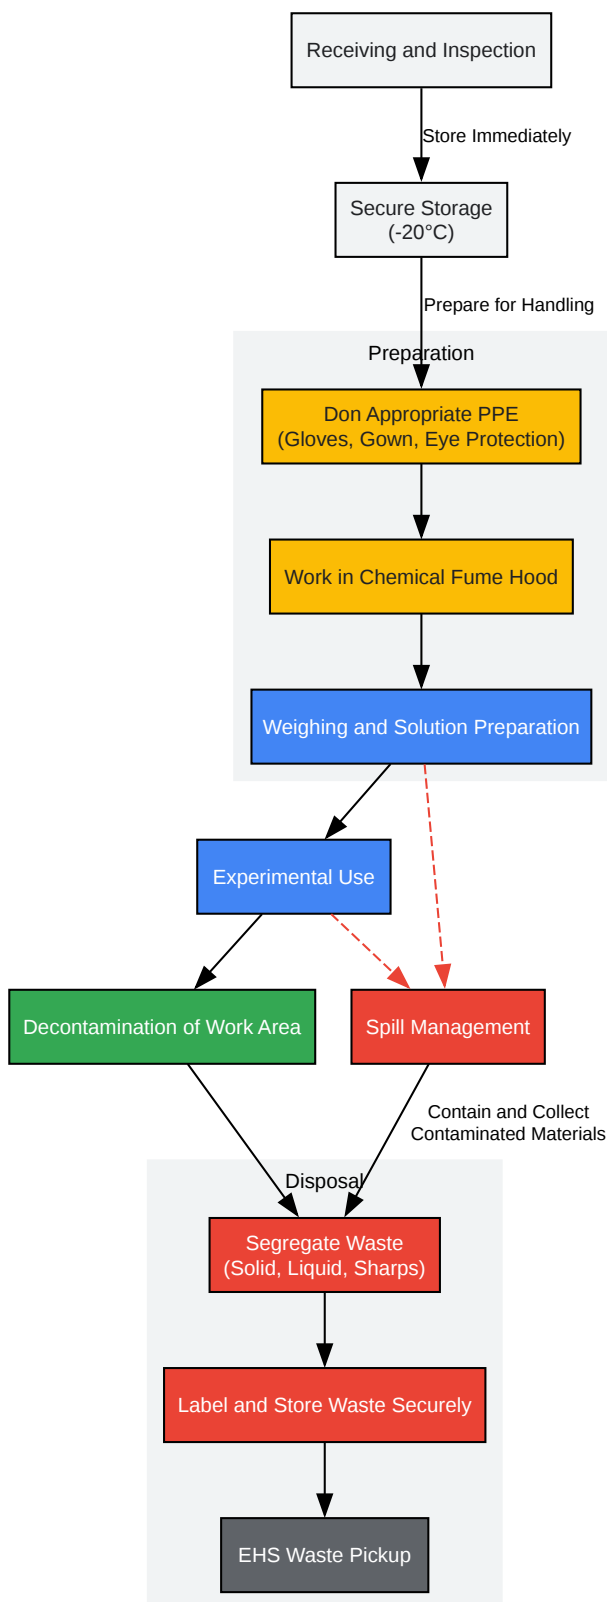 Receiving and Inspection
Store Immediately
Secure Storage
(-20°C)
Prepare for Handling
Preparation
Don Appropriate PPE
(Gloves, Gown, Eye Protection)
Work in Chemical Fume Hood
Weighing and Solution Preparation
Experimental Use
Decontamination of Work Area
Spill Management
Contain and Collect
Contaminated Materials
Disposal
Segregate Waste
(Solid, Liquid, Sharps)
Label and Store Waste Securely
EHS Waste Pickup